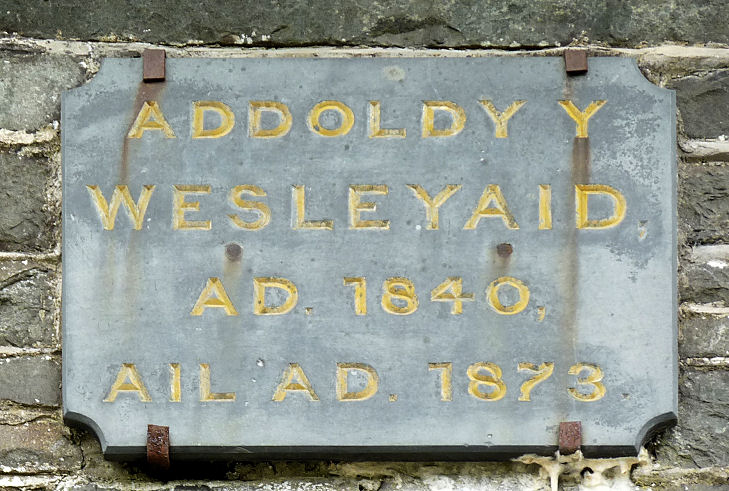 ADDOLDY Y
WESLEYAID,
AD. 1840,
AIL AD. 1873.